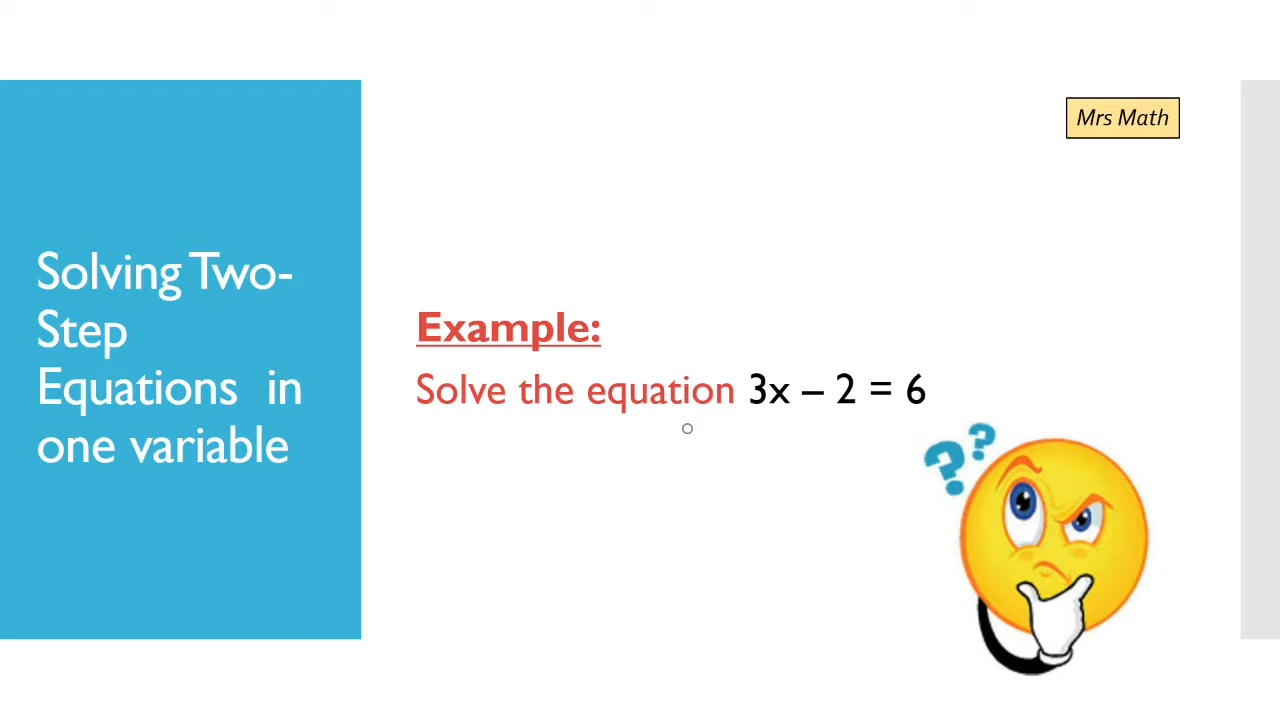 Mrs Math
Solving Two-
Step
Equations in
one variable
Example:
Solve the equation 3x – 2 = 6
??